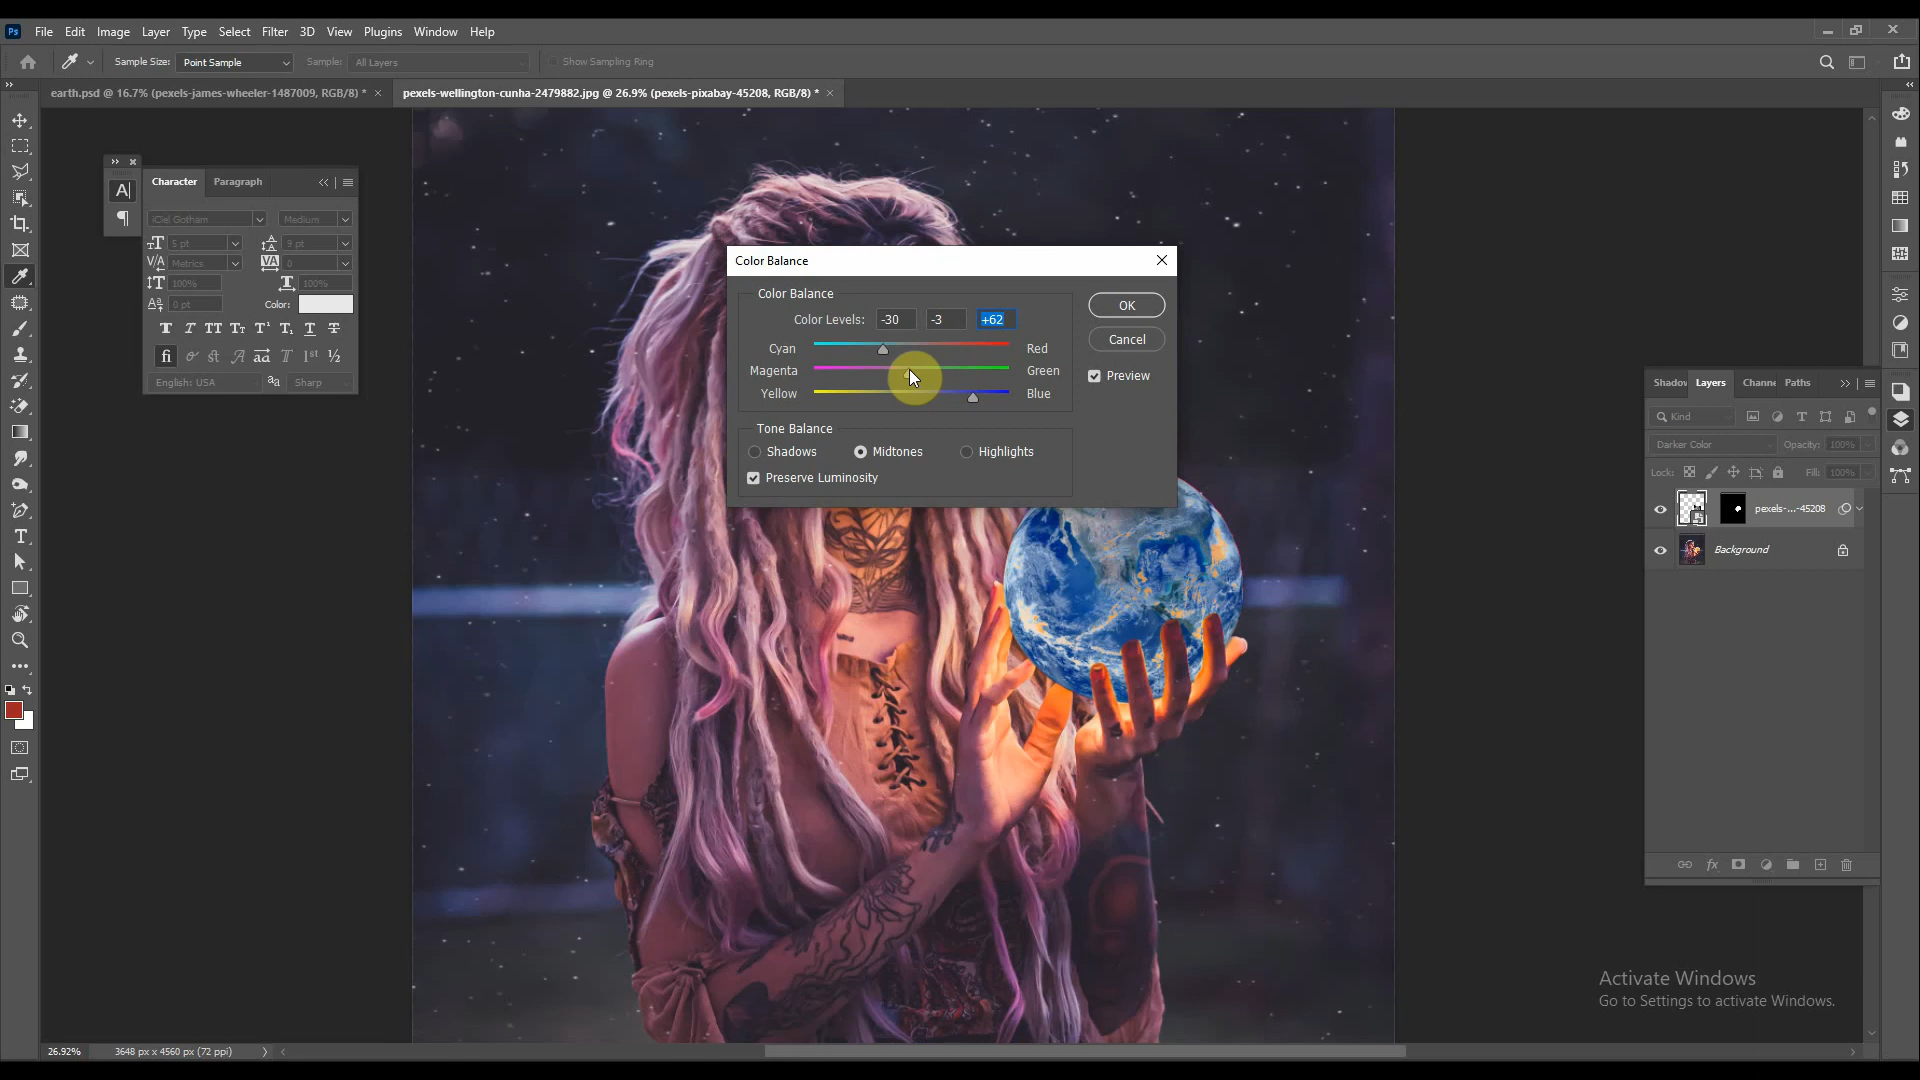 Ps File Edit Image Layer Type Select Filter 3D View Plugins Window Help
Sample Size: Point Sample Sample: All Layers Show Sampling Ring
earth.psd @ 16.7% (pexels-james-wheeler-1487009, RGB/8) *
pexels-wellington-cunha-2479882.jpg @ 26.9% (pexels-pixabay-45208, RGB/8) *
Character Paragraph
iCiel Gotham Medium
5 pt 9 pt
Metrics 0
100% 100%
0 pt Color:
English: USA Sharp
Color Balance
Color Balance
Color Levels: -30 -3 +62
Cyan Red
Magenta Green
Yellow Blue
Tone Balance
Shadows Midtones Highlights
Preserve Luminosity
OK
Cancel
Preview
Shadow Layers Channe Paths
Kind
Darker Color Opacity: 100%
Lock: Fill: 100%
pexels-...-45208
Background
Activate Windows
Go to Settings to activate Windows.
26.92% 3648 px x 4560 px (72 ppi)